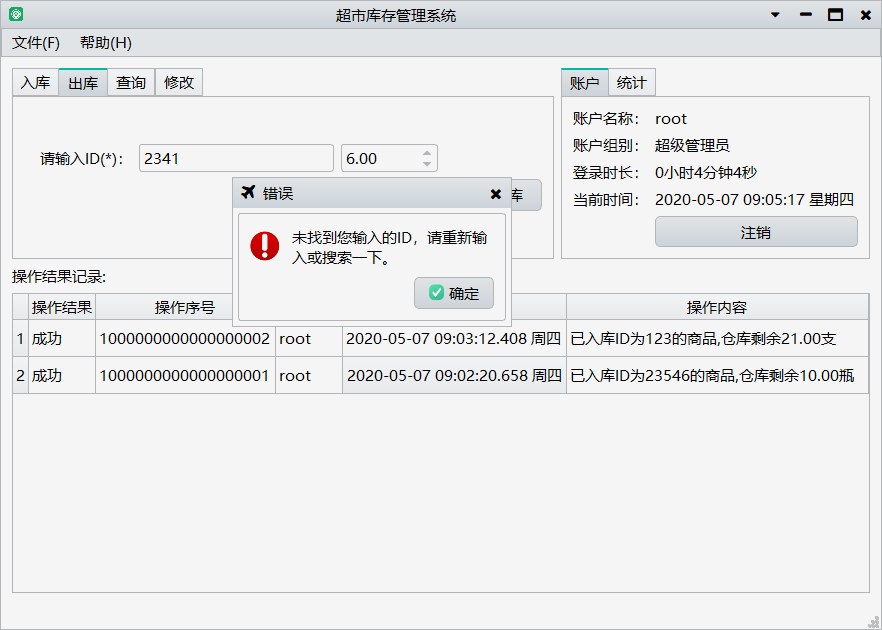 超市库存管理系统
文件(F) 帮助(H)
入库 出库 查询 修改
账户 统计
请输入ID(*)： 2341 6.00
库
账户名称： root
账户组别： 超级管理员
登录时长： 0小时4分钟4秒
当前时间： 2020-05-07 09:05:17 星期四
注销
错误
未找到您输入的ID，请重新输
入或搜索一下。
确定
操作结果记录:
操作结果 操作序号 操作内容
1 成功 1000000000000000002 root 2020-05-07 09:03:12.408 周四 已入库ID为123的商品,仓库剩余21.00支
2 成功 1000000000000000001 root 2020-05-07 09:02:20.658 周四 已入库ID为23546的商品,仓库剩余10.00瓶